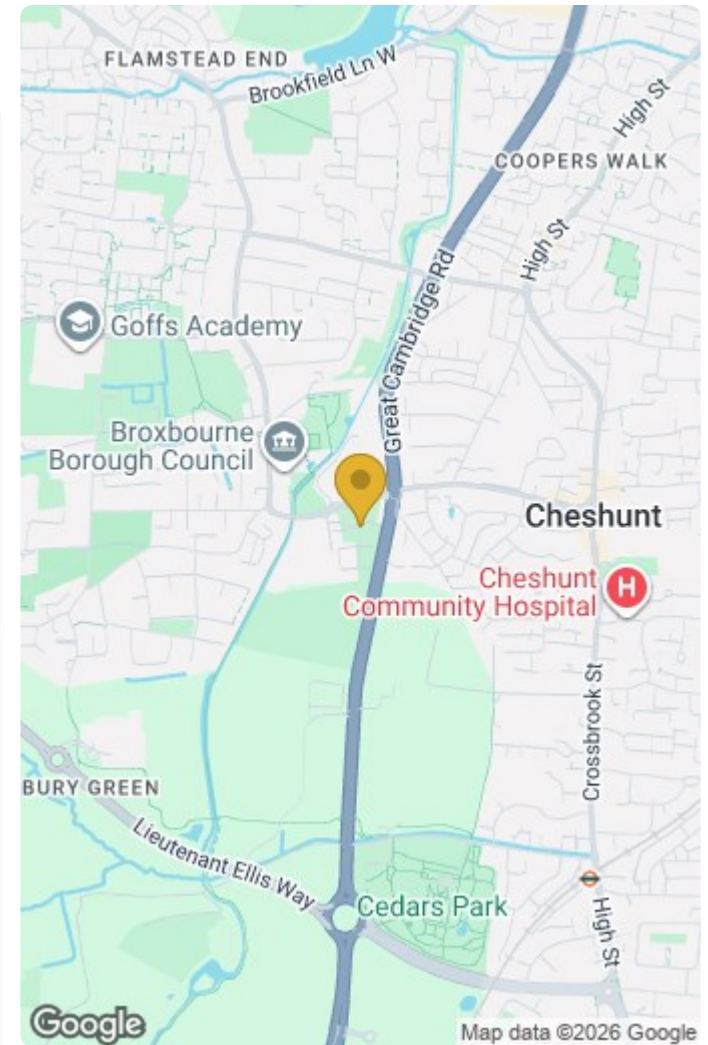 FLAMSTEAD END
Brookfield Ln W
High St
COOPERS WALK
High St
Great Cambridge Rd
Goffs Academy
Broxbourne
Borough Council
Cheshunt
Cheshunt
Community Hospital
H
Crossbrook St
BURY GREEN
Lieutenant Ellis Way
Cedars Park
High St
Google
Map data ©2026 Google